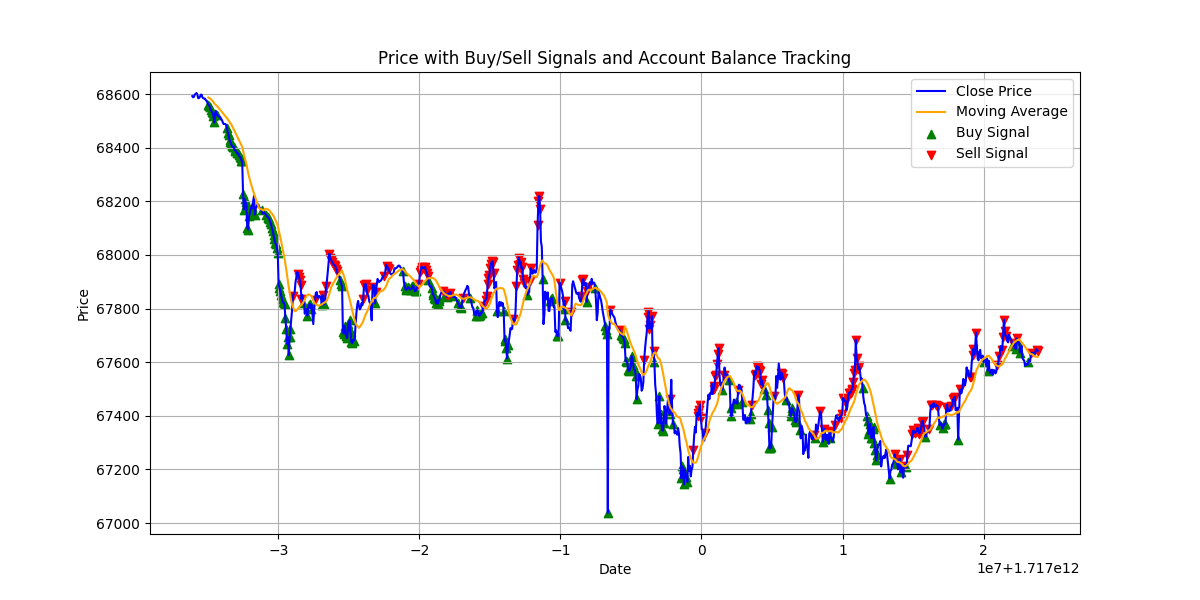 Price with Buy/Sell Signals and Account Balance Tracking
Close Price
Moving Average
Buy Signal
Sell Signal
68600
68400
68200
68000
67800
67600
67400
67200
67000
Price
−3 −2 −1 0 1 2
1e7+1.717e12
Date